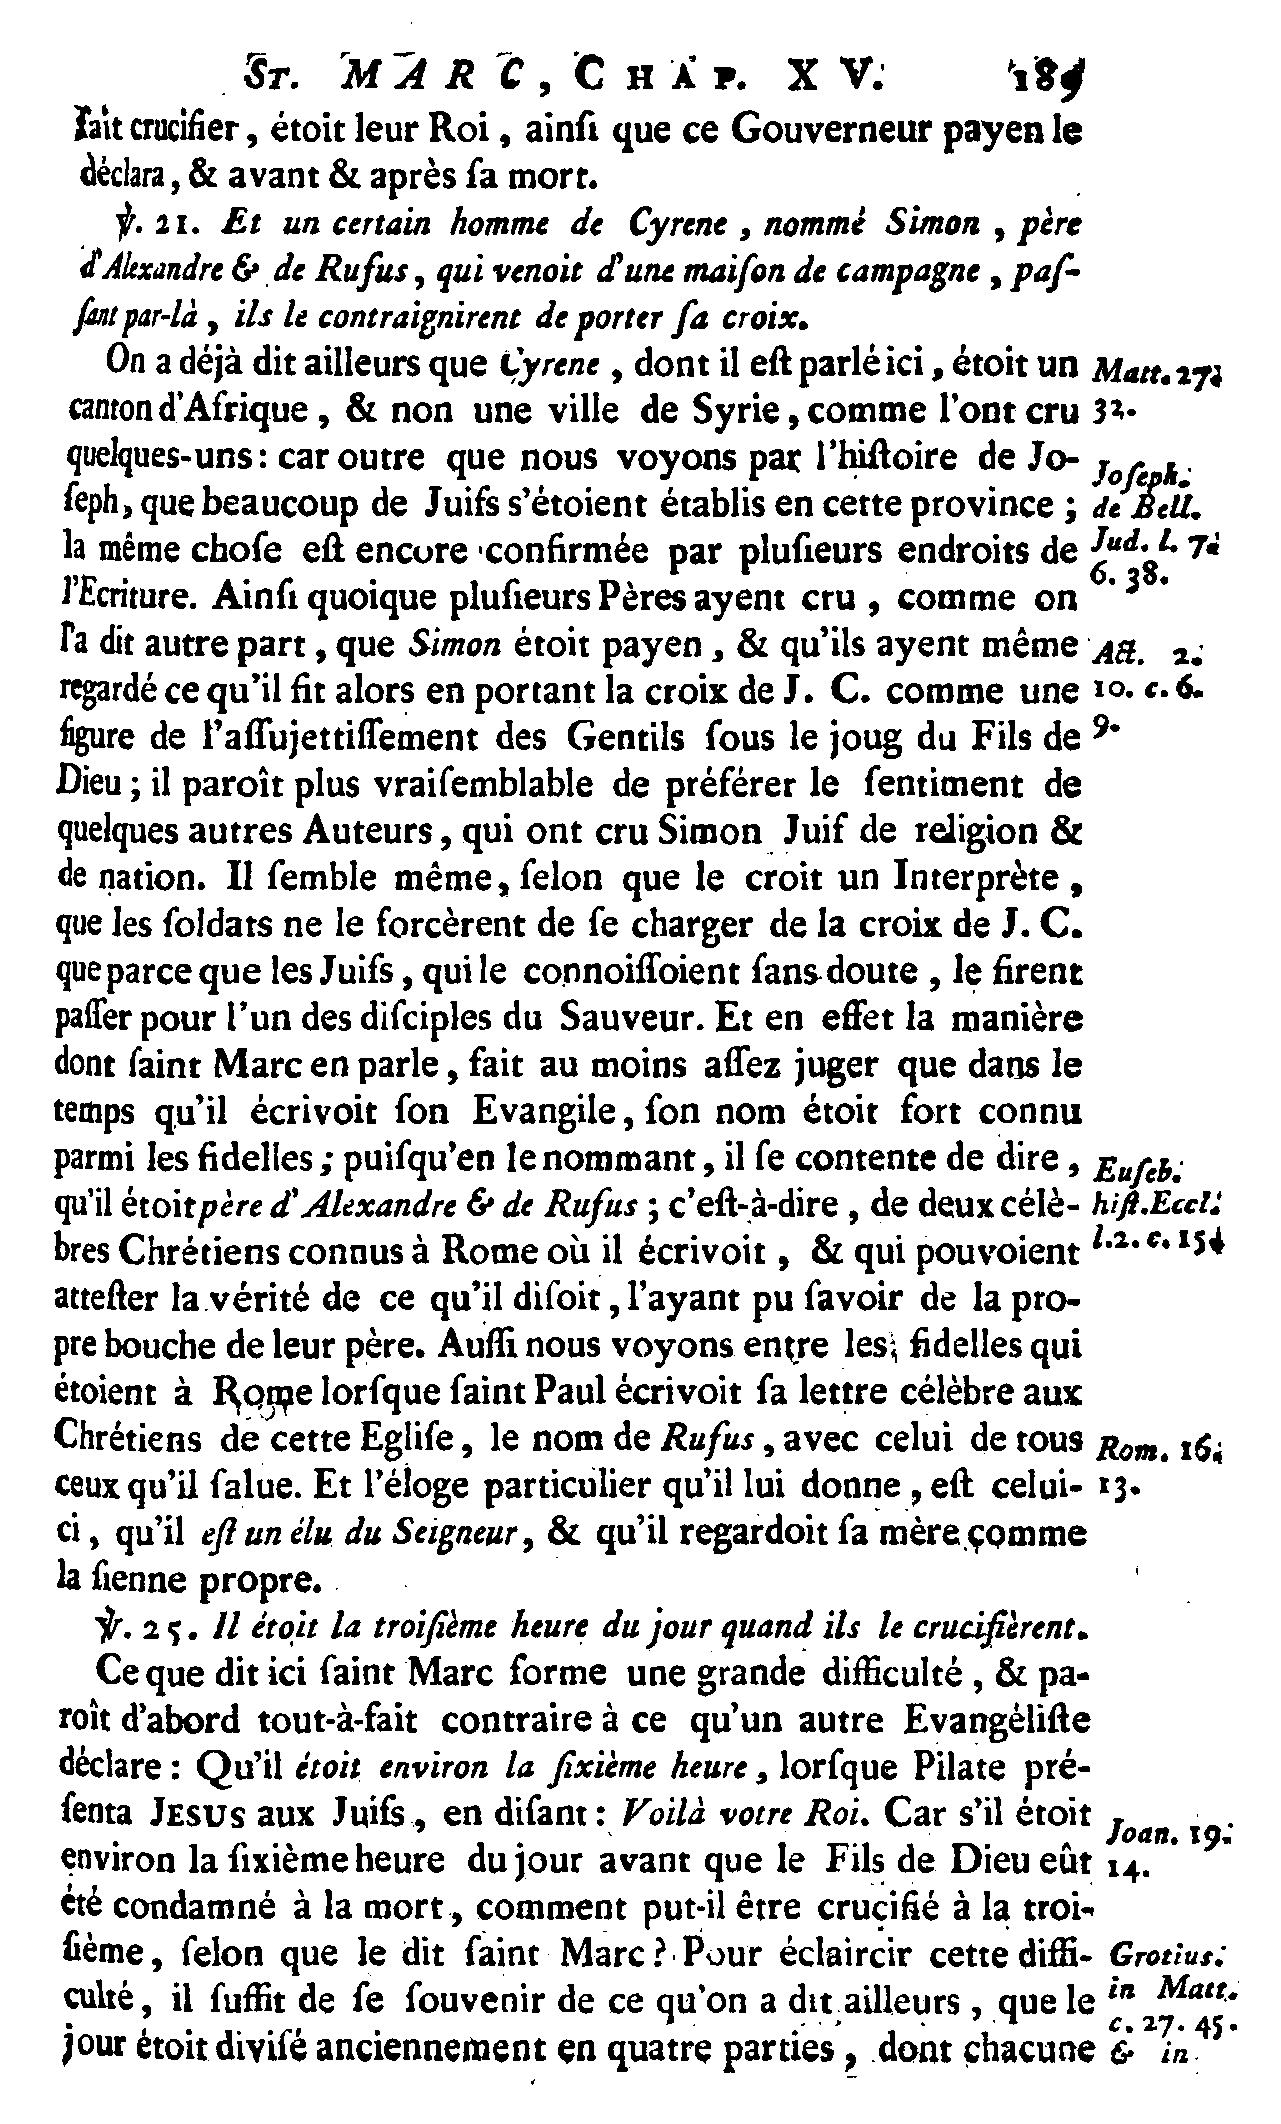 ST. MARC, CHAP. XV. 189
fait crucifier, étoit leur Roi, ainſi que ce Gouverneur payen le
déclara, & avant & après ſa mort.
℣. 21. Et un certain homme de Cyrene, nommé Simon, père
d'Alexandre & de Rufus, qui venoit d'une maiſon de campagne, paſ-
ſant par-là, ils le contraignirent de porter ſa croix.
On a déjà dit ailleurs que Cyrene, dont il eſt parlé ici, étoit un
canton d'Afrique, & non une ville de Syrie, comme l'ont cru
quelques-uns: car outre que nous voyons par l'hiſtoire de Jo-
ſeph, que beaucoup de Juifs s'étoient établis en cette province;
la même choſe eſt encore confirmée par pluſieurs endroits de
l'Ecriture. Ainſi quoique pluſieurs Pères ayent cru, comme on
l'a dit autre part, que Simon étoit payen, & qu'ils ayent même
regardé ce qu'il fit alors en portant la croix de J. C. comme une
figure de l'aſſujettiſſement des Gentils ſous le joug du Fils de
Dieu; il paroît plus vraiſemblable de préférer le ſentiment de
quelques autres Auteurs, qui ont cru Simon Juif de religion &
de nation. Il ſemble même, ſelon que le croit un Interprète,
que les ſoldats ne le forcèrent de ſe charger de la croix de J. C.
que parce que les Juifs, qui le connoiſſoient ſans doute, le firent
paſſer pour l'un des diſciples du Sauveur. Et en effet la manière
dont ſaint Marc en parle, fait au moins aſſez juger que dans le
temps qu'il écrivoit ſon Evangile, ſon nom étoit fort connu
parmi les fidelles; puiſqu'en le nommant, il ſe contente de dire,
qu'il étoit père d'Alexandre & de Rufus; c'eſt-à-dire, de deux célè-
bres Chrétiens connus à Rome où il écrivoit, & qui pouvoient
atteſter la vérité de ce qu'il diſoit, l'ayant pu ſavoir de la pro-
pre bouche de leur père. Auſſi nous voyons entre les fidelles qui
étoient à Rome lorſque ſaint Paul écrivoit ſa lettre célèbre aux
Chrétiens de cette Egliſe, le nom de Rufus, avec celui de tous
ceux qu'il ſalue. Et l'éloge particulier qu'il lui donne, eſt celui-
ci, qu'il eſt un élu du Seigneur, & qu'il regardoit ſa mère comme
la ſienne propre.
℣. 25. Il étoit la troiſième heure du jour quand ils le crucifièrent.
Ce que dit ici ſaint Marc forme une grande difficulté, & pa-
roît d'abord tout-à-fait contraire à ce qu'un autre Evangéliſte
déclare: Qu'il étoit environ la ſixième heure, lorſque Pilate pré-
ſenta JESUS aux Juifs, en diſant: Voilà votre Roi. Car s'il étoit
environ la ſixième heure du jour avant que le Fils de Dieu eût
été condamné à la mort, comment put-il être crucifié à la troi-
ſième, ſelon que le dit ſaint Marc? Pour éclaircir cette diffi-
culté, il ſuffit de ſe ſouvenir de ce qu'on a dit ailleurs, que le
jour étoit diviſé anciennement en quatre parties, dont chacune
Matt. 27.
32.
Joſeph.
de Bell.
Jud. l. 7.
6. 38.
Act. 2.
10. c. 6.
9.
Euſeb.
hiſt. Eccl.
l. 2. c. 15.
Rom. 16.
13.
Joan. 19.
14.
Grotius.
in Matt.
c. 27. 45.
& in